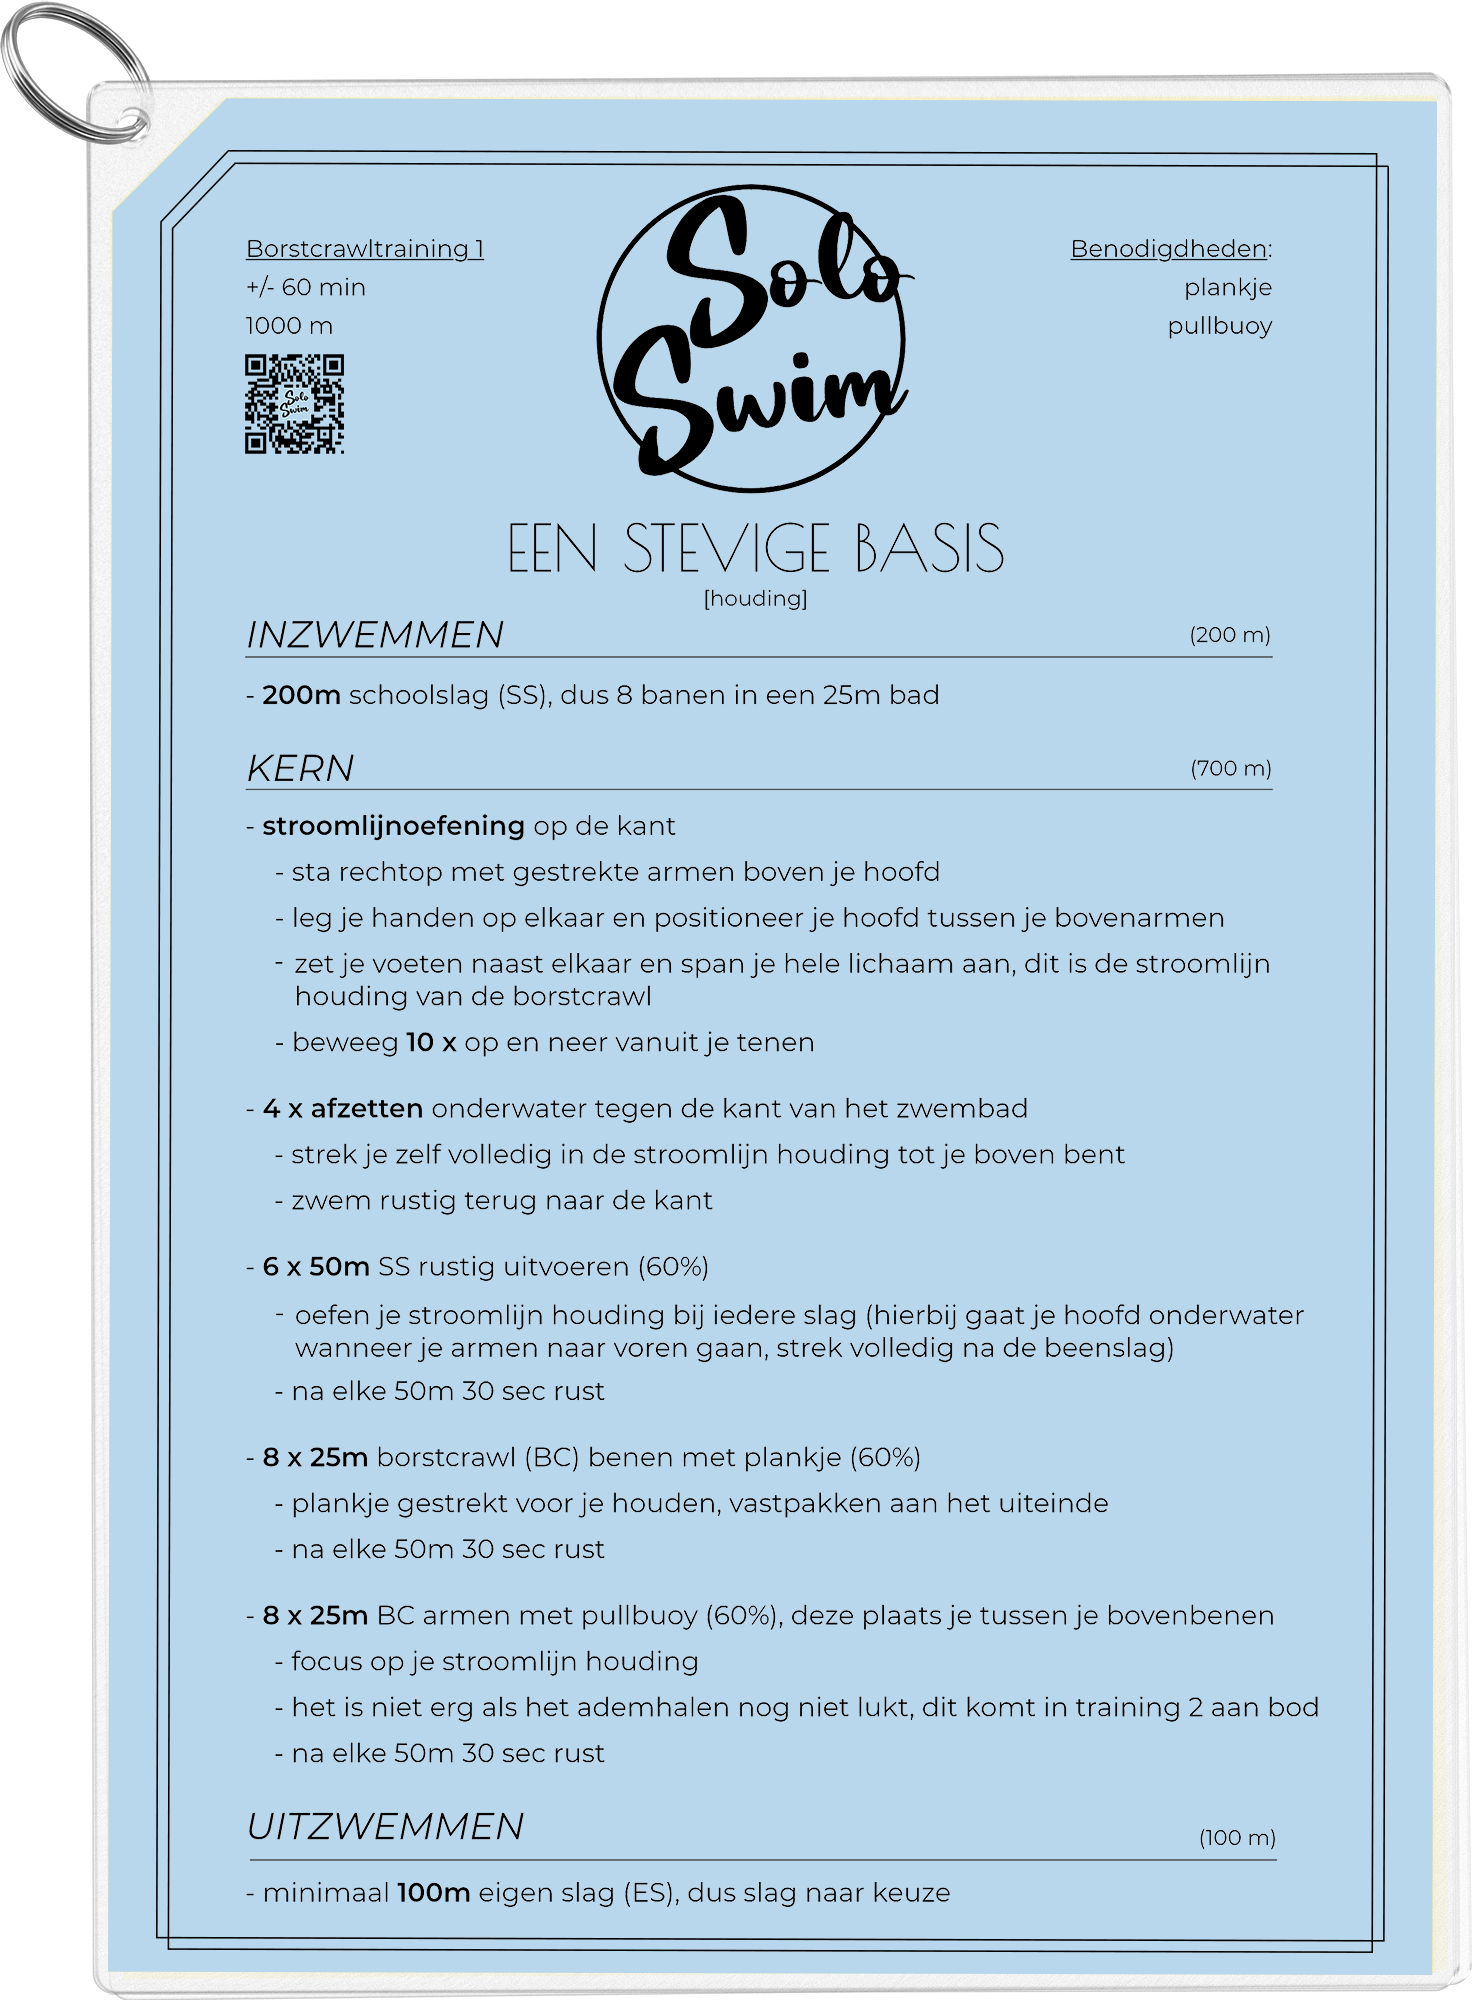 Borstcrawltraining 1
+/- 60 min
1000 m
Solo
Swim
Solo
Swim
Benodigdheden:
plankje
pullbuoy
EEN STEVIGE BASIS
[houding]
INZWEMMEN (200 m)
- 200m schoolslag (SS), dus 8 banen in een 25m bad
KERN (700 m)
- stroomlijnoefening op de kant
- sta rechtop met gestrekte armen boven je hoofd
- leg je handen op elkaar en positioneer je hoofd tussen je bovenarmen
- zet je voeten naast elkaar en span je hele lichaam aan, dit is de stroomlijn
houding van de borstcrawl
- beweeg 10 x op en neer vanuit je tenen
- 4 x afzetten onderwater tegen de kant van het zwembad
- strek je zelf volledig in de stroomlijn houding tot je boven bent
- zwem rustig terug naar de kant
- 6 x 50m SS rustig uitvoeren (60%)
- oefen je stroomlijn houding bij iedere slag (hierbij gaat je hoofd onderwater
wanneer je armen naar voren gaan, strek volledig na de beenslag)
- na elke 50m 30 sec rust
- 8 x 25m borstcrawl (BC) benen met plankje (60%)
- plankje gestrekt voor je houden, vastpakken aan het uiteinde
- na elke 50m 30 sec rust
- 8 x 25m BC armen met pullbuoy (60%), deze plaats je tussen je bovenbenen
- focus op je stroomlijn houding
- het is niet erg als het ademhalen nog niet lukt, dit komt in training 2 aan bod
- na elke 50m 30 sec rust
UITZWEMMEN (100 m)
- minimaal 100m eigen slag (ES), dus slag naar keuze